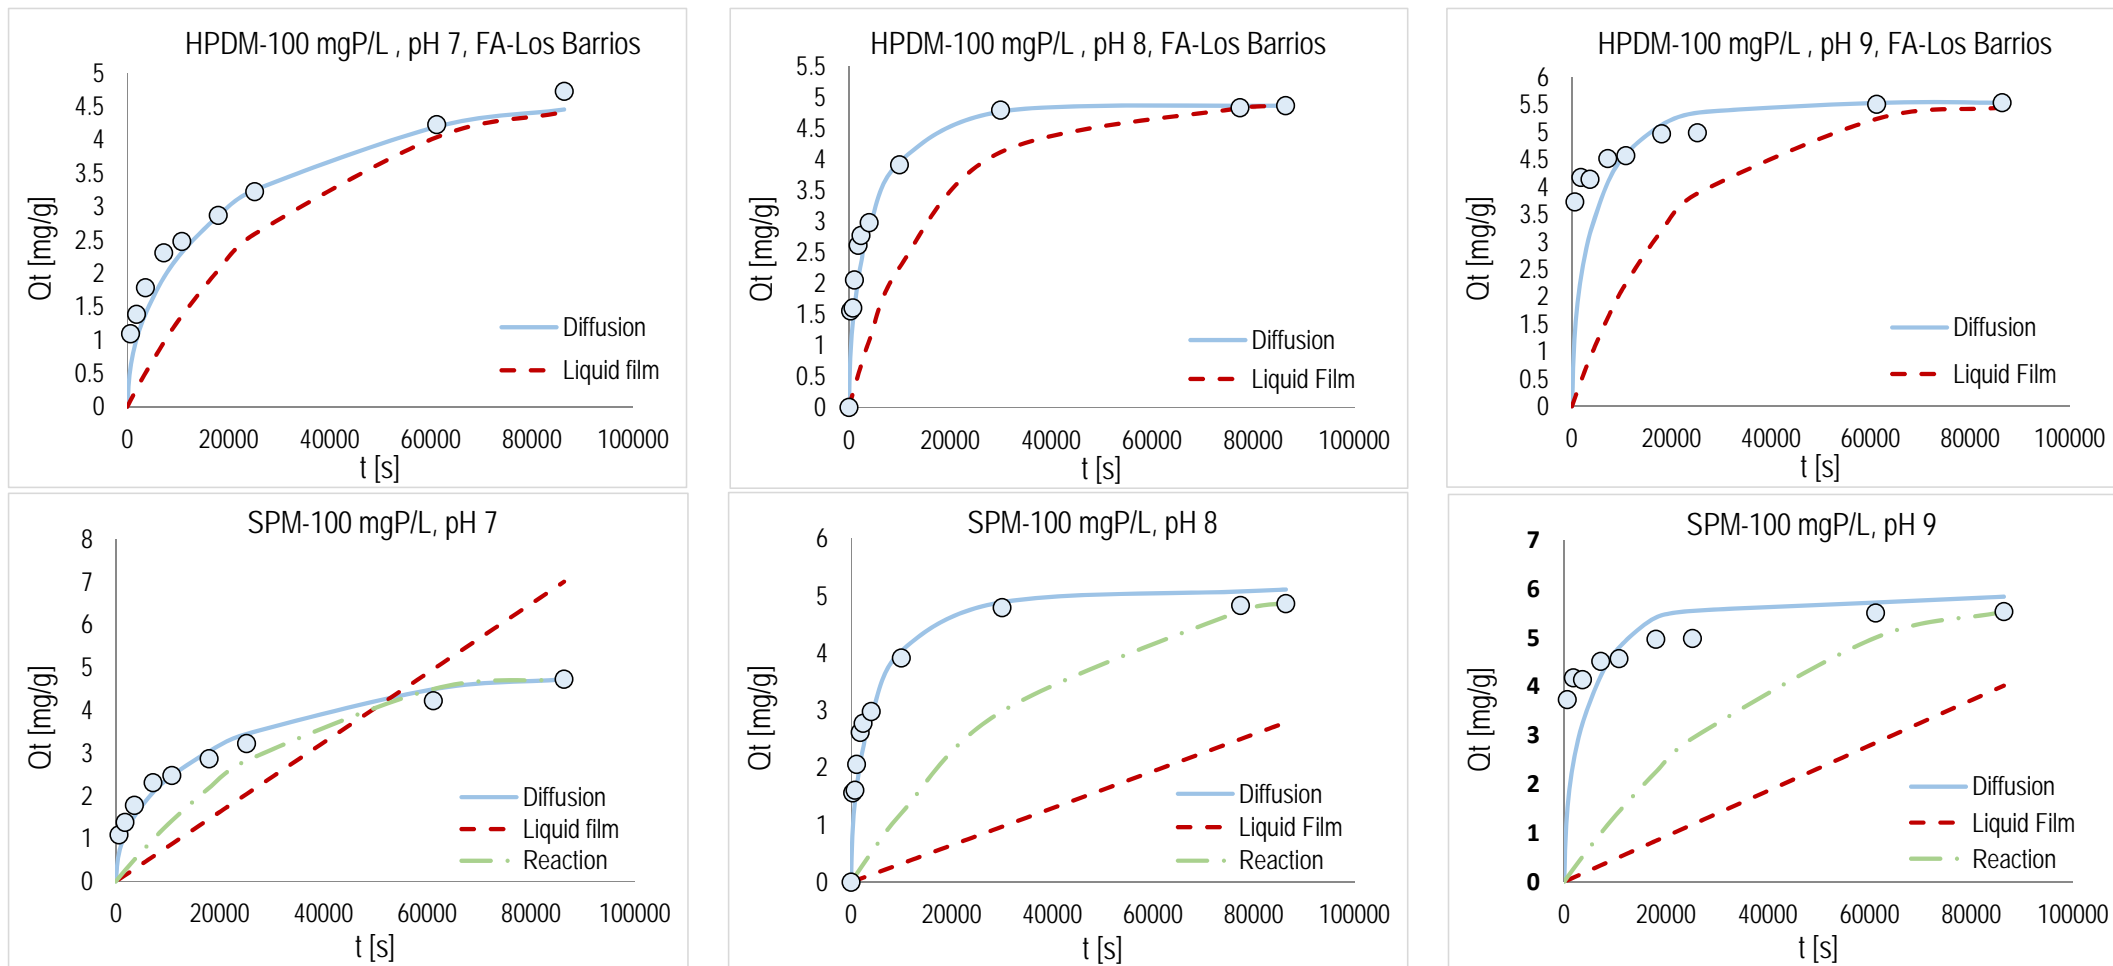 HPDM-100 mgP/L , pH 7, FA-Los Barrios
5
4.5
4
3.5
3
2.5
2
1.5
1
0.5
0
Qt [mg/g]
Diffusion
Liquid film
0 20000 40000 60000 80000 100000
t [s]
HPDM-100 mgP/L , pH 8, FA-Los Barrios
5.5
5
4.5
4
3.5
3
2.5
2
1.5
1
0.5
0
Qt [mg/g]
Diffusion
Liquid Film
0 20000 40000 60000 80000 100000
t [s]
HPDM-100 mgP/L , pH 9, FA-Los Barrios
6
5.5
5
4.5
4
3.5
3
2.5
2
1.5
1
0.5
0
Qt [mg/g]
Diffusion
Liquid Film
0 20000 40000 60000 80000 100000
t [s]
SPM-100 mgP/L, pH 7
8
7
6
5
4
3
2
1
0
Qt [mg/g]
Diffusion
Liquid film
Reaction
0 20000 40000 60000 80000 100000
t [s]
SPM-100 mgP/L, pH 8
6
5
4
3
2
1
0
Qt [mg/g]
Diffusion
Liquid Film
Reaction
0 20000 40000 60000 80000 100000
t [s]
SPM-100 mgP/L, pH 9
7
6
5
4
3
2
1
0
Qt [mg/g]
Diffusion
Liquid Film
Reaction
0 20000 40000 60000 80000 100000
t [s]